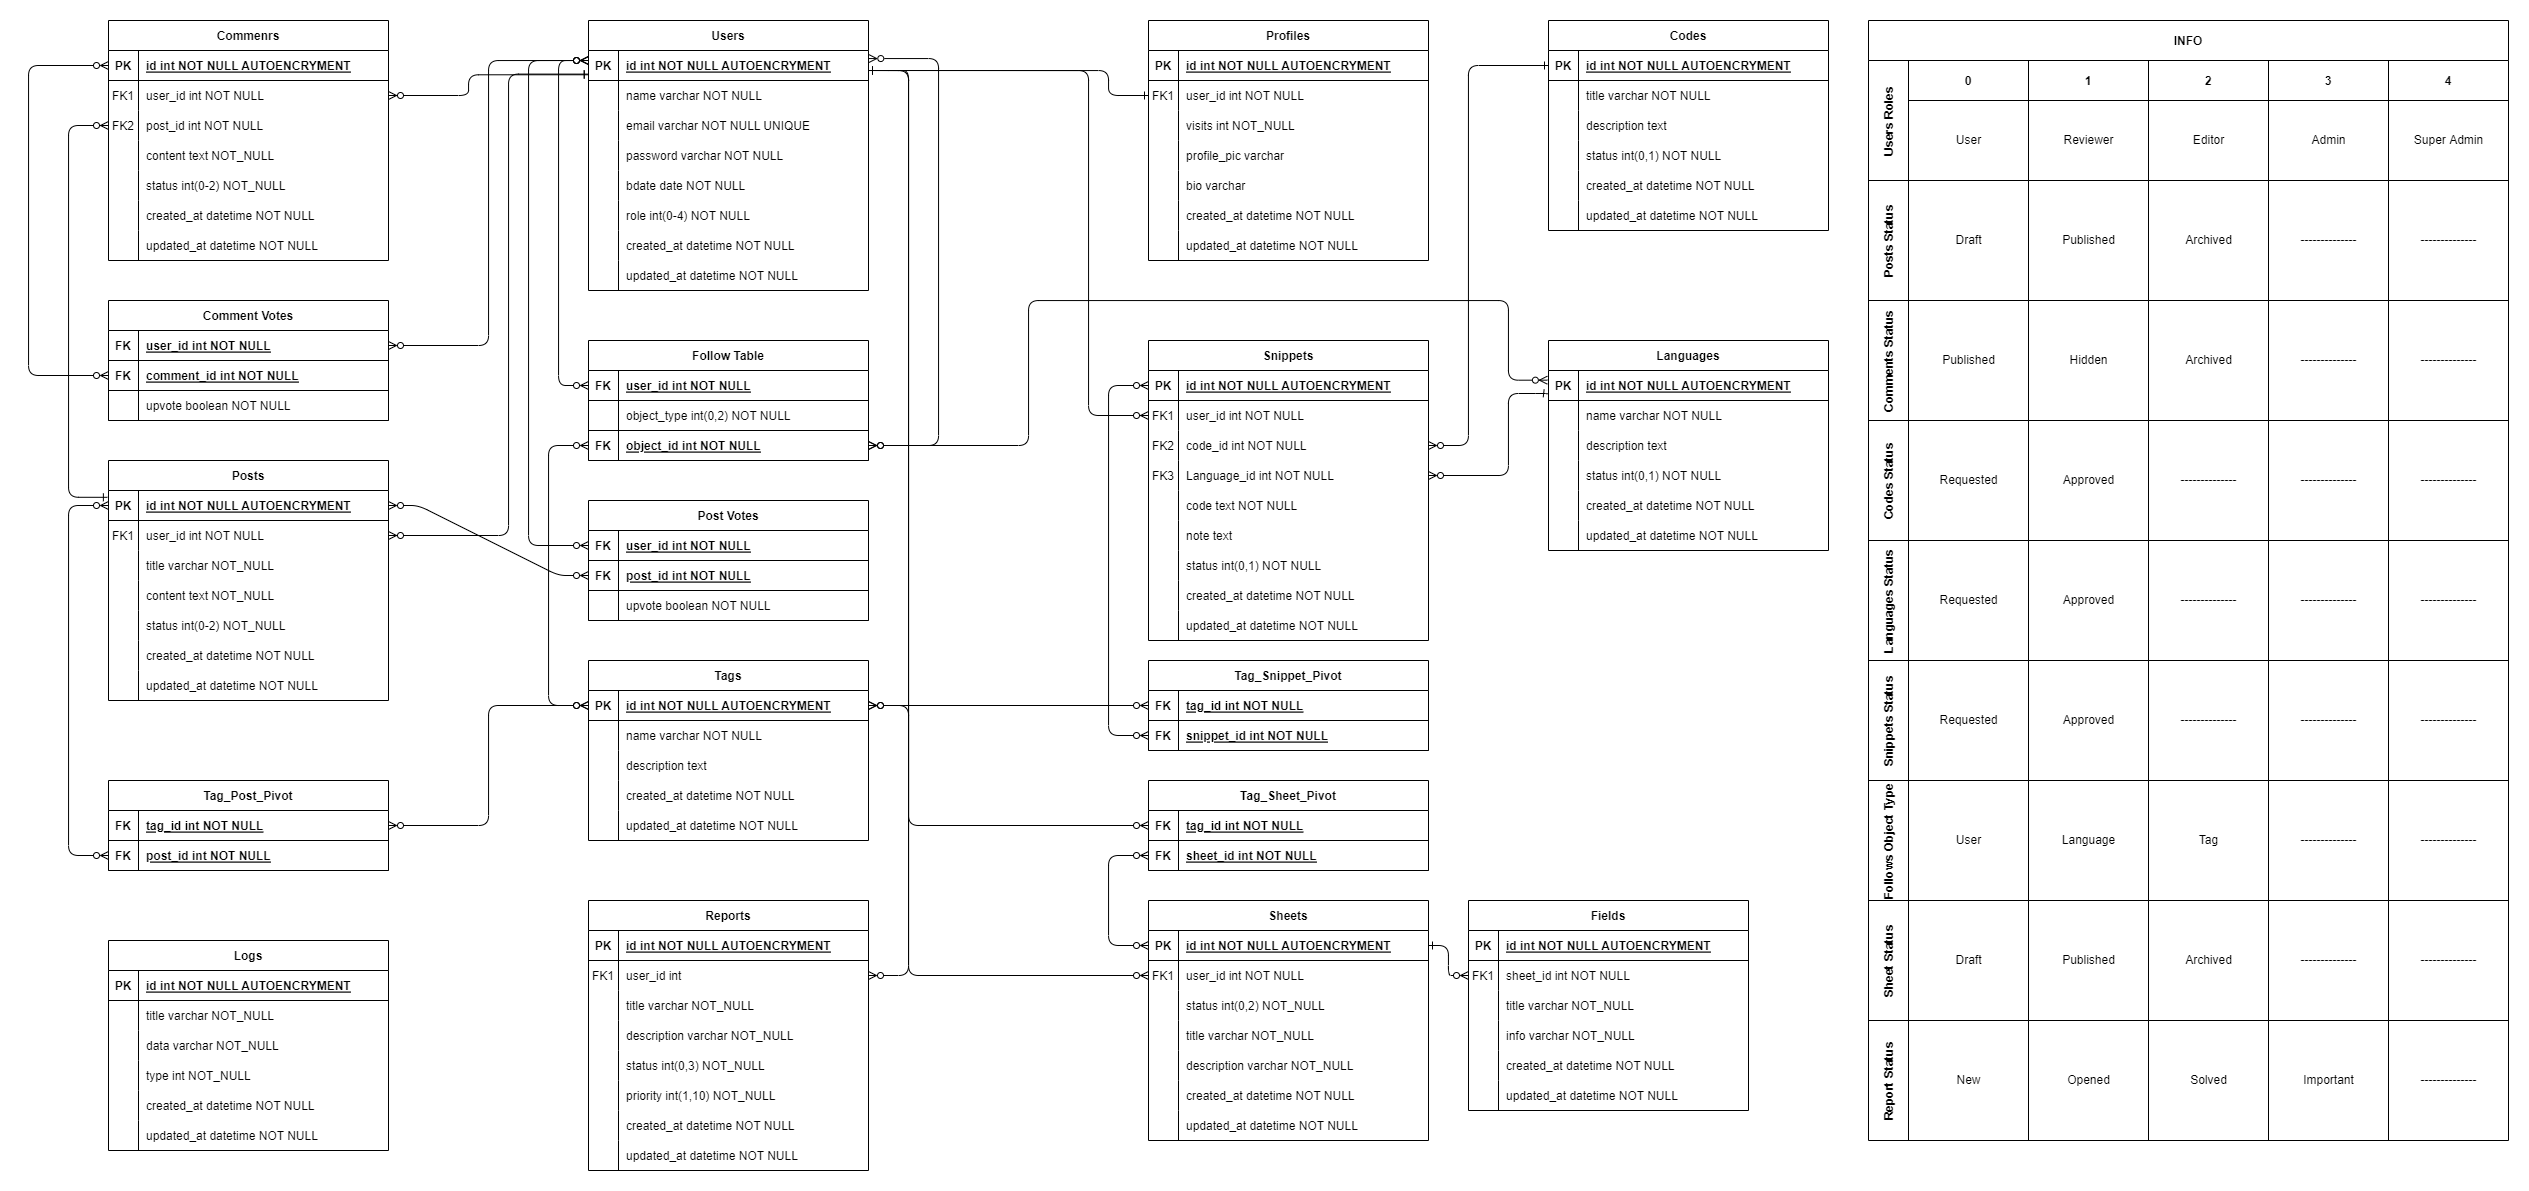 Commenrs
PK id int NOT NULL AUTOENCRYMENT
FK1 user_id int NOT NULL
FK2 post_id int NOT NULL
content text NOT_NULL
status int(0-2) NOT_NULL
created_at datetime NOT NULL
updated_at datetime NOT NULL
Comment Votes
FK user_id int NOT NULL
FK comment_id int NOT NULL
upvote boolean NOT NULL
Posts
PK id int NOT NULL AUTOENCRYMENT
FK1 user_id int NOT NULL
title varchar NOT_NULL
content text NOT_NULL
status int(0-2) NOT_NULL
created_at datetime NOT NULL
updated_at datetime NOT NULL
Tag_Post_Pivot
FK tag_id int NOT NULL
FK post_id int NOT NULL
Logs
PK id int NOT NULL AUTOENCRYMENT
title varchar NOT_NULL
data varchar NOT_NULL
type int NOT_NULL
created_at datetime NOT NULL
updated_at datetime NOT NULL
Users
PK id int NOT NULL AUTOENCRYMENT
name varchar NOT NULL
email varchar NOT NULL UNIQUE
password varchar NOT NULL
bdate date NOT NULL
role int(0-4) NOT NULL
created_at datetime NOT NULL
updated_at datetime NOT NULL
Follow Table
FK user_id int NOT NULL
object_type int(0,2) NOT NULL
FK object_id int NOT NULL
Post Votes
FK user_id int NOT NULL
FK post_id int NOT NULL
upvote boolean NOT NULL
Tags
PK id int NOT NULL AUTOENCRYMENT
name varchar NOT NULL
description text
created_at datetime NOT NULL
updated_at datetime NOT NULL
Reports
PK id int NOT NULL AUTOENCRYMENT
FK1 user_id int
title varchar NOT_NULL
description varchar NOT_NULL
status int(0,3) NOT_NULL
priority int(1,10) NOT_NULL
created_at datetime NOT NULL
updated_at datetime NOT NULL
Profiles
PK id int NOT NULL AUTOENCRYMENT
FK1 user_id int NOT NULL
visits int NOT_NULL
profile_pic varchar
bio varchar
created_at datetime NOT NULL
updated_at datetime NOT NULL
Snippets
PK id int NOT NULL AUTOENCRYMENT
FK1 user_id int NOT NULL
FK2 code_id int NOT NULL
FK3 Language_id int NOT NULL
code text NOT NULL
note text
status int(0,1) NOT NULL
created_at datetime NOT NULL
updated_at datetime NOT NULL
Tag_Snippet_Pivot
FK tag_id int NOT NULL
FK snippet_id int NOT NULL
Tag_Sheet_Pivot
FK tag_id int NOT NULL
FK sheet_id int NOT NULL
Sheets
PK id int NOT NULL AUTOENCRYMENT
FK1 user_id int NOT NULL
status int(0,2) NOT_NULL
title varchar NOT_NULL
description varchar NOT_NULL
created_at datetime NOT NULL
updated_at datetime NOT NULL
Codes
PK id int NOT NULL AUTOENCRYMENT
title varchar NOT NULL
description text
status int(0,1) NOT NULL
created_at datetime NOT NULL
updated_at datetime NOT NULL
Languages
PK id int NOT NULL AUTOENCRYMENT
name varchar NOT NULL
description text
status int(0,1) NOT NULL
created_at datetime NOT NULL
updated_at datetime NOT NULL
Fields
PK id int NOT NULL AUTOENCRYMENT
FK1 sheet_id int NOT NULL
title varchar NOT_NULL
info varchar NOT_NULL
created_at datetime NOT NULL
updated_at datetime NOT NULL
INFO
0 1 2 3 4
Users Roles User Reviewer Editor Admin Super Admin
Posts Status Draft Published Archived ------------- -------------
Comments Status Published Hidden Archived ------------- -------------
Codes Status Requested Approved ------------- ------------- -------------
Languages Status Requested Approved ------------- ------------- -------------
Snippets Status Requested Approved ------------- ------------- -------------
Follows Object Type User Language Tag ------------- -------------
Sheet Status Draft Published Archived ------------- -------------
Report Status New Opened Solved Important -------------